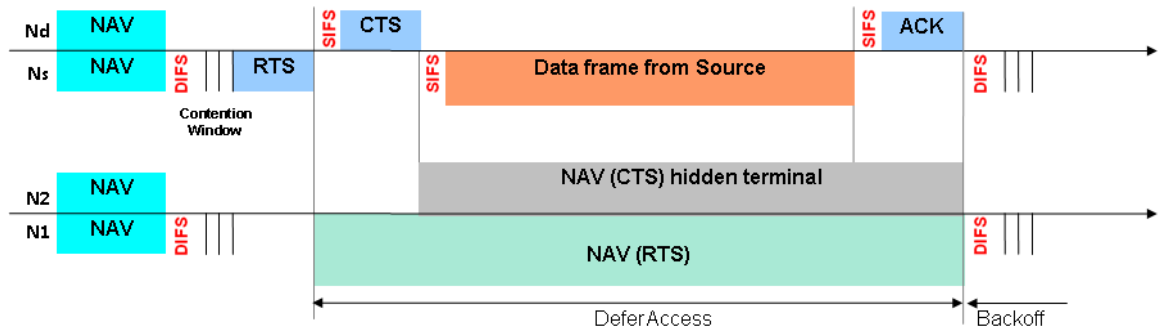 Nd NAV SIFS CTS SIFS ACK
Ns NAV DIFS RTS SIFS Data frame from Source DIFS
Contention
Window
N2 NAV NAV (CTS) hidden terminal
N1 NAV DIFS NAV (RTS) DIFS
DeferAccess Backoff